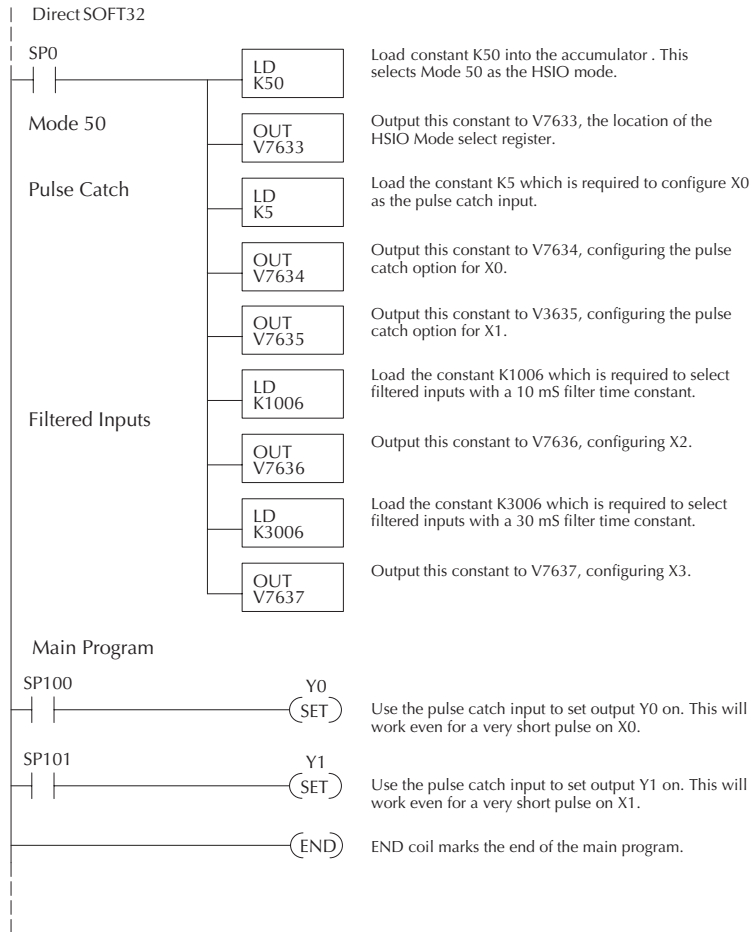 Direct SOFT32
SP0
LD
K50
Load constant K50 into the accumulator . This
selects Mode 50 as the HSIO mode.
Mode 50
OUT
V7633
Output this constant to V7633, the location of the
HSIO Mode select register.
Pulse Catch
LD
K5
Load the constant K5 which is required to configure X0
as the pulse catch input.
OUT
V7634
Output this constant to V7634, configuring the pulse
catch option for X0.
OUT
V7635
Output this constant to V3635, configuring the pulse
catch option for X1.
LD
K1006
Load the constant K1006 which is required to select
filtered inputs with a 10 mS filter time constant.
Filtered Inputs
OUT
V7636
Output this constant to V7636, configuring X2.
LD
K3006
Load the constant K3006 which is required to select
filtered inputs with a 30 mS filter time constant.
OUT
V7637
Output this constant to V7637, configuring X3.
Main Program
SP100
Y0
SET
Use the pulse catch input to set output Y0 on. This will
work even for a very short pulse on X0.
SP101
Y1
SET
Use the pulse catch input to set output Y1 on. This will
work even for a very short pulse on X1.
END
END coil marks the end of the main program.